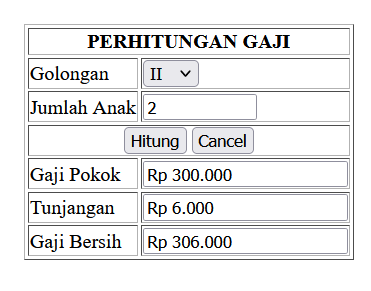 PERHITUNGAN GAJI
Golongan II
Jumlah Anak 2
Hitung Cancel
Gaji Pokok Rp 300.000
Tunjangan Rp 6.000
Gaji Bersih Rp 306.000